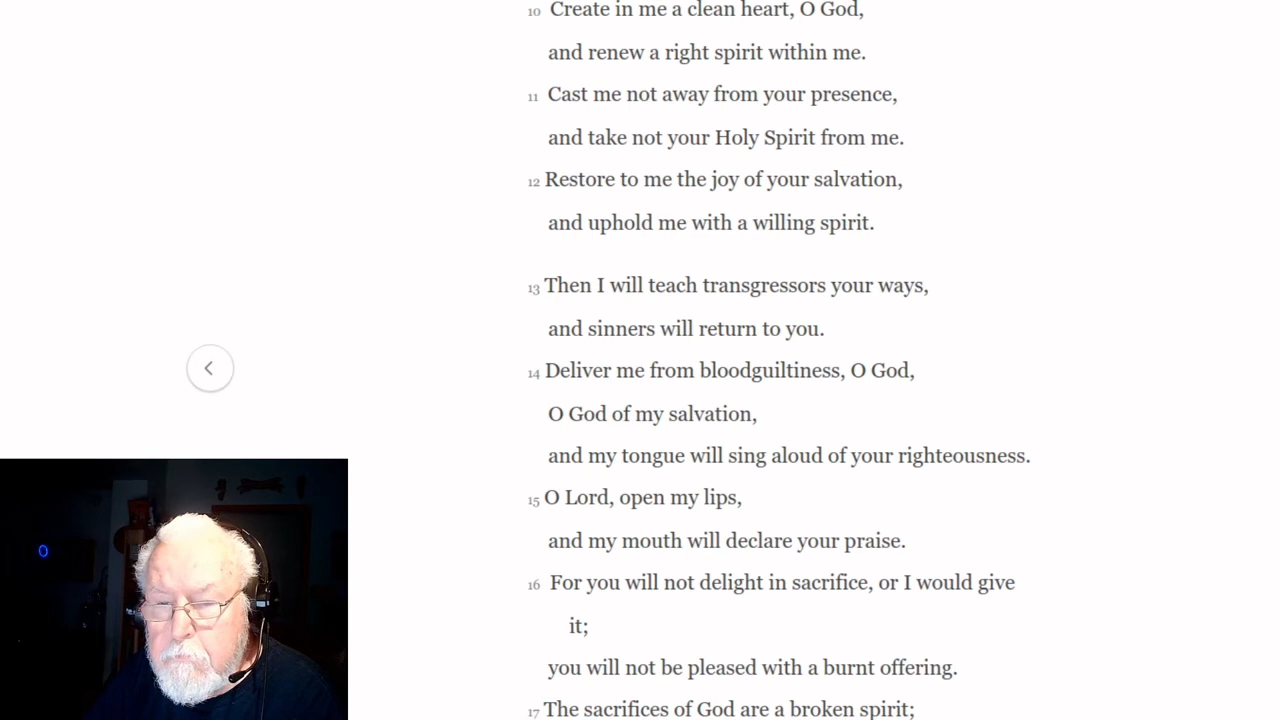 10 Create in me a clean heart, O God,
and renew a right spirit within me.
11 Cast me not away from your presence,
and take not your Holy Spirit from me.
12 Restore to me the joy of your salvation,
and uphold me with a willing spirit.
13 Then I will teach transgressors your ways,
and sinners will return to you.
14 Deliver me from bloodguiltiness, O God,
O God of my salvation,
and my tongue will sing aloud of your righteousness.
15 O Lord, open my lips,
and my mouth will declare your praise.
16 For you will not delight in sacrifice, or I would give
it;
you will not be pleased with a burnt offering.
17 The sacrifices of God are a broken spirit;